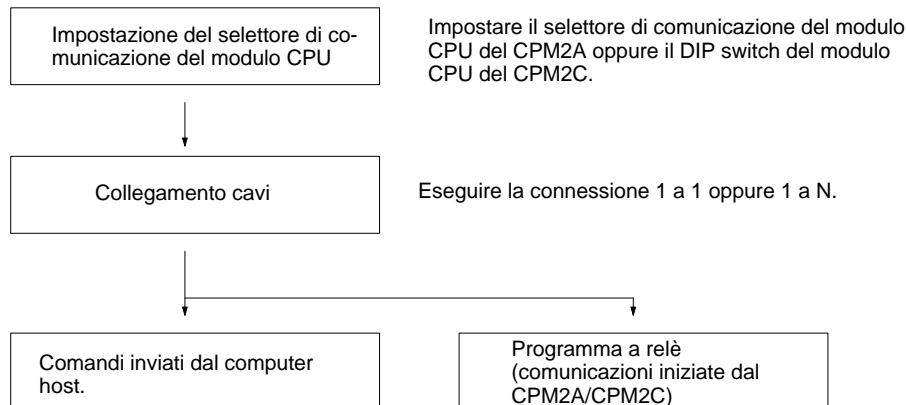 Impostazione del selettore di co-
municazione del modulo CPU
Impostare il selettore di comunicazione del modulo
CPU del CPM2A oppure il DIP switch del modulo
CPU del CPM2C.
Collegamento cavi
Eseguire la connessione 1 a 1 oppure 1 a N.
Comandi inviati dal computer
host.
Programma a relè
(comunicazioni iniziate dal
CPM2A/CPM2C)